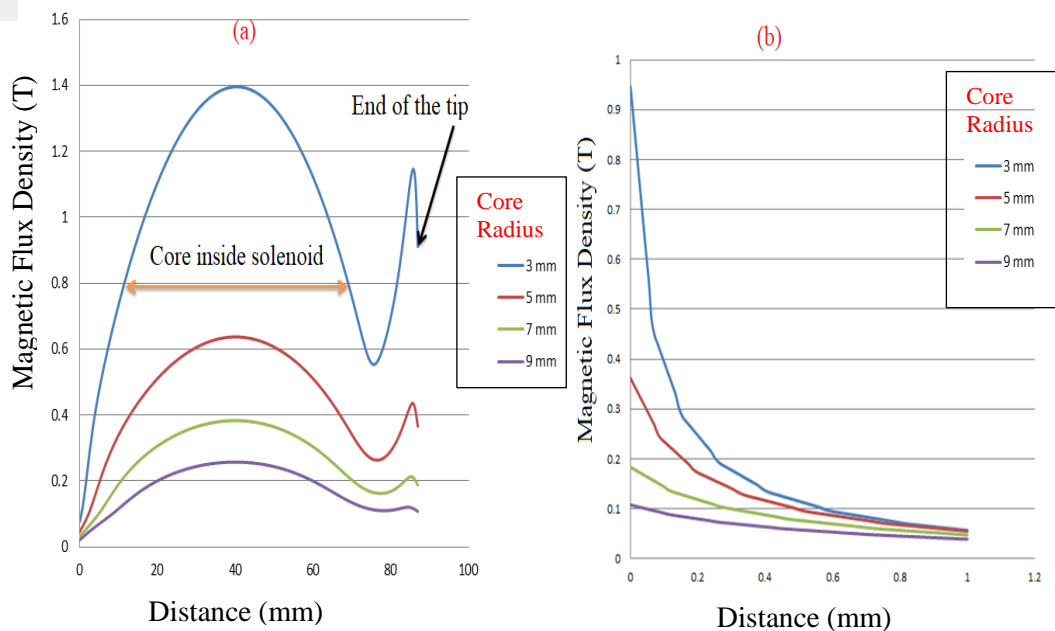 (a)
Magnetic Flux Density (T)
1.6
1.4
1.2
1
0.8
0.6
0.4
0.2
0
0
20
40
60
80
100
Distance (mm)
End of the tip
Core inside solenoid
Core
Radius
3 mm
5 mm
7 mm
9 mm
(b)
Magnetic Flux Density (T)
1
0.9
0.8
0.7
0.6
0.5
0.4
0.3
0.2
0.1
0
0
0.2
0.4
0.6
0.8
1
1.2
Distance (mm)
Core
Radius
3 mm
5 mm
7 mm
9 mm